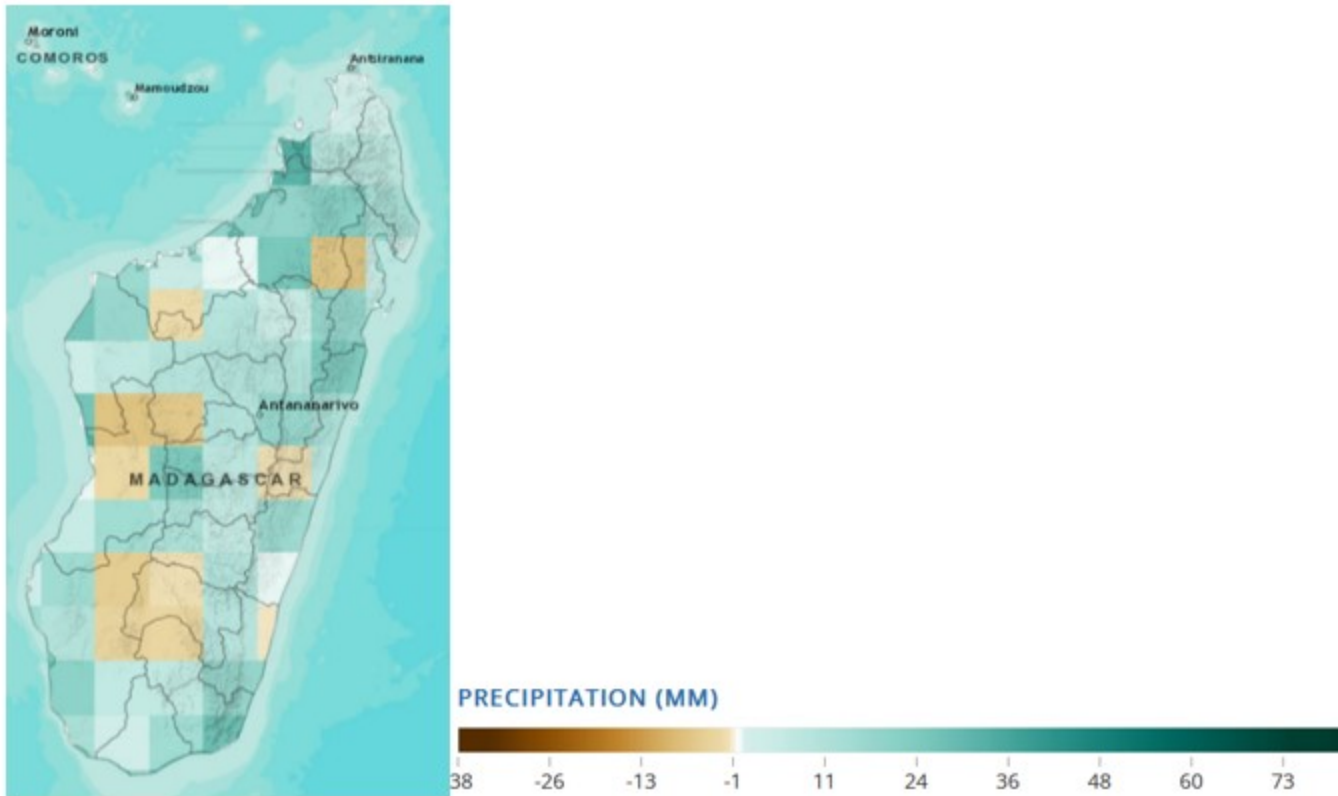 Moroni
COMOROS
Antsiranana
Mamoudzou
Antananarivo
MADAGASCAR
PRECIPITATION (MM)
38 -26 -13 -1 11 24 36 48 60 73